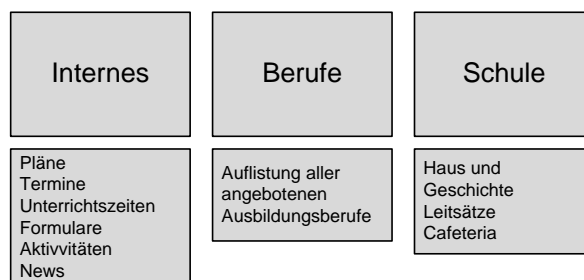 Internes
Berufe
Schule
Pläne
Termine
Unterrichtszeiten
Formulare
Aktivvitäten
News
Auflistung aller
angebotenen
Ausbildungsberufe
Haus und
Geschichte
Leitsätze
Cafeteria